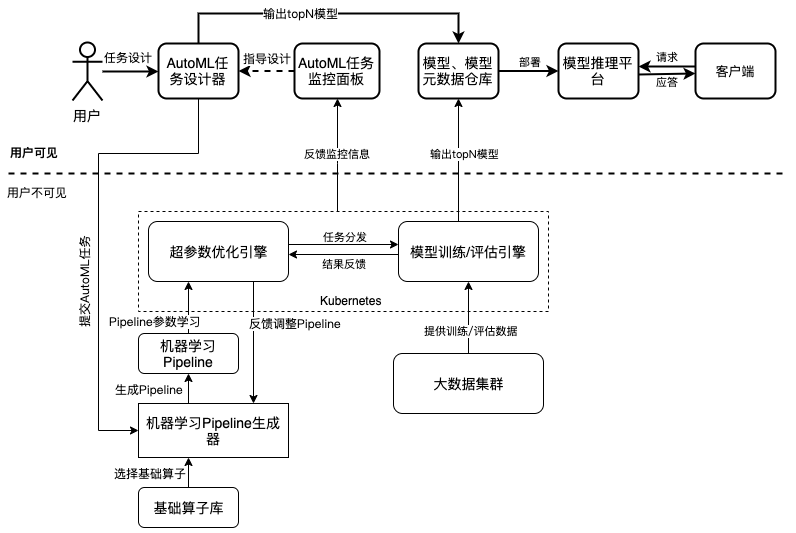 输出topN模型
任务设计
AutoML任
务设计器
指导设计
AutoML任务
监控面板
模型、模型
元数据仓库
部署
模型推理平
台
请求
应答
客户端
用户
用户可见
反馈监控信息
输出topN模型
用户不可见
提交AutoML任务
超参数优化引擎
任务分发
结果反馈
模型训练/评估引擎
Kubernetes
Pipeline参数学习
反馈调整Pipeline
提供训练/评估数据
机器学习
Pipeline
大数据集群
生成Pipeline
机器学习Pipeline生成
器
选择基础算子
基础算子库